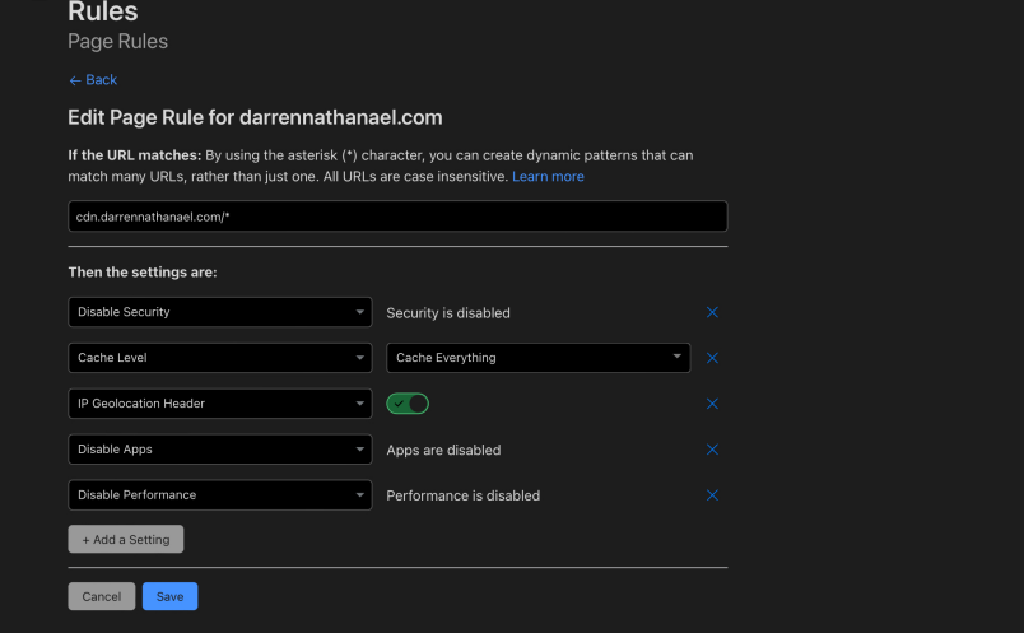 Rules
Page Rules
← Back
Edit Page Rule for darrennathanael.com
If the URL matches: By using the asterisk (*) character, you can create dynamic patterns that can
match many URLs, rather than just one. All URLs are case insensitive. Learn more
cdn.darrennathanael.com/*
Then the settings are:
Disable Security Security is disabled
Cache Level Cache Everything
IP Geolocation Header
Disable Apps Apps are disabled
Disable Performance Performance is disabled
+ Add a Setting
Cancel Save